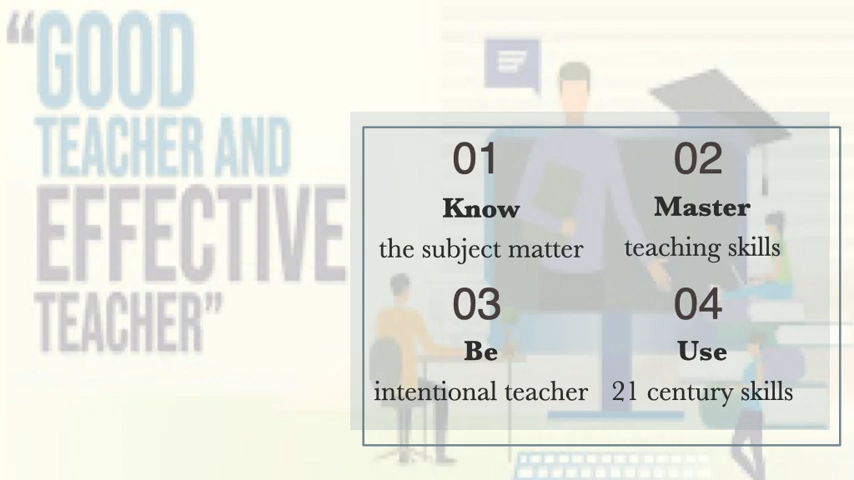 “GOOD
TEACHER AND
EFFECTIVE
TEACHER”
01
Know
the subject matter
02
Master
teaching skills
03
Be
intentional teacher
04
Use
21 century skills